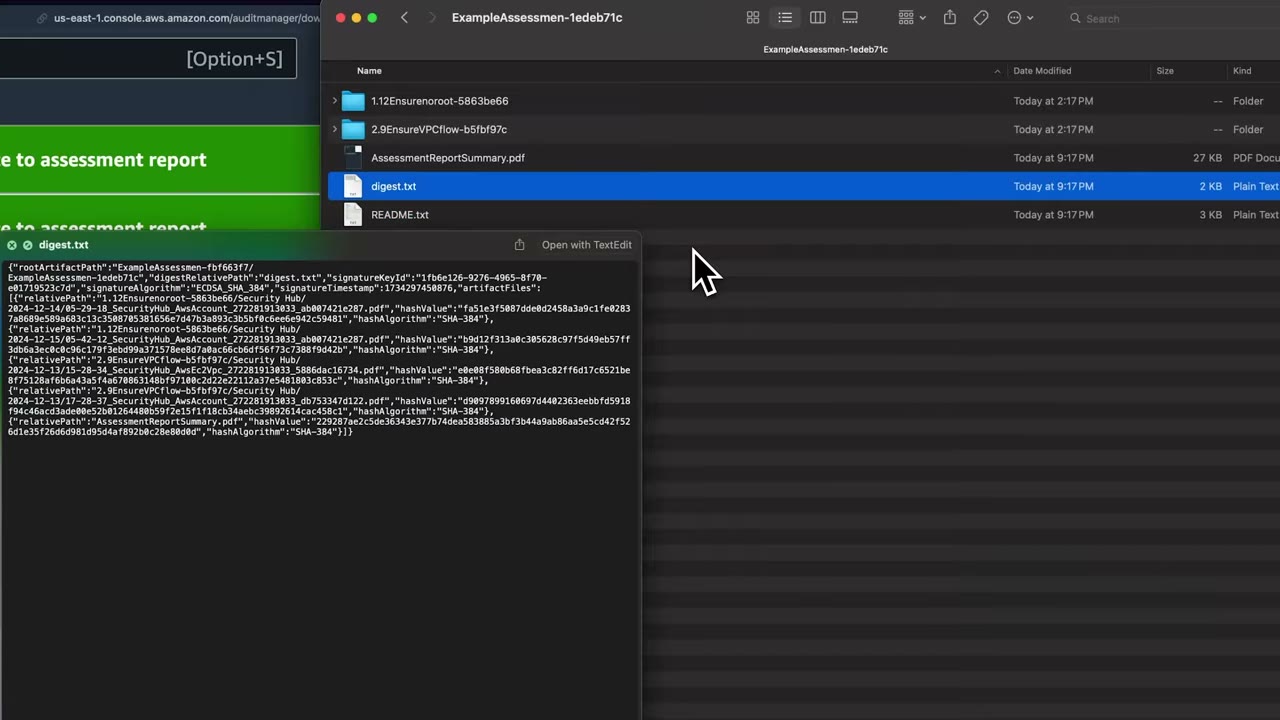 us-east-1.console.aws.amazon.com/auditmanager/dow
[Option+S]
te to assessment report
te to assessment report
ExampleAssessmen-1edeb71c
Search
ExampleAssessmen-1edeb71c
Name Date Modified Size Kind
1.12Ensurenoroot-5863be66 Today at 2:17 PM -- Folder
2.9EnsureVPCflow-b5fbf97c Today at 2:17 PM -- Folder
AssessmentReportSummary.pdf Today at 9:17 PM 27 KB PDF Docu
digest.txt Today at 9:17 PM 2 KB Plain Text
README.txt Today at 9:17 PM 3 KB Plain Text
digest.txt Open with TextEdit
{"rootArtifactPath":"ExampleAssessmen-fbf663f7/
ExampleAssessmen-1edeb71c","digestRelativePath":"digest.txt","signatureKeyId":"1fb6e126-9276-4965-8f70-
e01719523c7d","signatureAlgorithm":"ECDSA_SHA_384","signatureTimestamp":1734297450876,"artifactFiles":
[{"relativePath":"1.12Ensurenoroot-5863be66/Security Hub/
2024-12-14/05-29-18_SecurityHub_AwsAccount_272281913033_ab007421e287.pdf","hashValue":"fa51e3f5087dde0d2458a3a9c1fe0283
7a8689e589a683c13c3508705381656e7d47b3a893c3b5bf0c6ee6e942c59481","hashAlgorithm":"SHA-384"},
{"relativePath":"1.12Ensurenoroot-5863be66/Security Hub/
2024-12-15/05-42-12_SecurityHub_AwsAccount_272281913033_ab007421e287.pdf","hashValue":"b9d12f313a0c305628c97f5d49eb57ff
3db6a3ec0c0c96c179f3ebd99a371578ee8d7a0ac66cb6df56f73c7388f9d42b","hashAlgorithm":"SHA-384"},
{"relativePath":"2.9EnsureVPCflow-b5fbf97c/Security Hub/
2024-12-13/15-28-34_SecurityHub_AwsEc2Vpc_272281913033_5886dac16734.pdf","hashValue":"e0e08f580b68fbea3c82ff6d17c6521be
8f75128af6b6a43a5f4a670863148bf97100c2d22e22112a37e5481803c853c","hashAlgorithm":"SHA-384"},
{"relativePath":"2.9EnsureVPCflow-b5fbf97c/Security Hub/
2024-12-13/17-28-37_SecurityHub_AwsAccount_272281913033_db753347d122.pdf","hashValue":"d9097899160697d4402363eebbfd5918
f94c46acd3ade00e52b01264480b59f2e15f1f18cb34aebc39892614cac458c1","hashAlgorithm":"SHA-384"},
{"relativePath":"AssessmentReportSummary.pdf","hashValue":"229287ae2c5de36343e377b74dea583885a3bf3b44a9ab86aa5e5cd42f52
6d1e35f26d6d981d95d4af892b0c28e80d0d","hashAlgorithm":"SHA-384"}]}